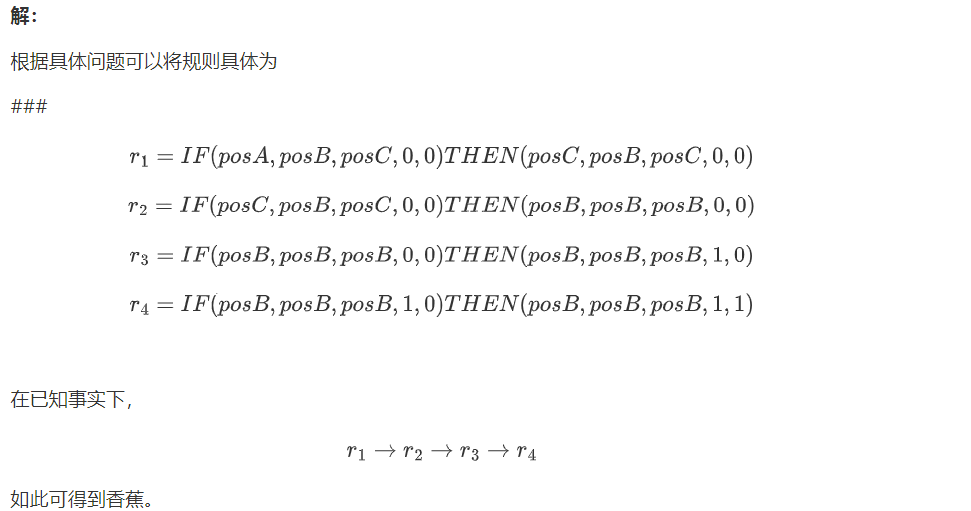 解：
根据具体问题可以将规则具体为
###
r₁ = IF(posA, posB, posC, 0, 0)THEN(posC, posB, posC, 0, 0)
r₂ = IF(posC, posB, posC, 0, 0)THEN(posB, posB, posB, 0, 0)
r₃ = IF(posB, posB, posB, 0, 0)THEN(posB, posB, posB, 1, 0)
r₄ = IF(posB, posB, posB, 1, 0)THEN(posB, posB, posB, 1, 1)
在已知事实下，
r₁ → r₂ → r₃ → r₄
如此可得到香蕉。